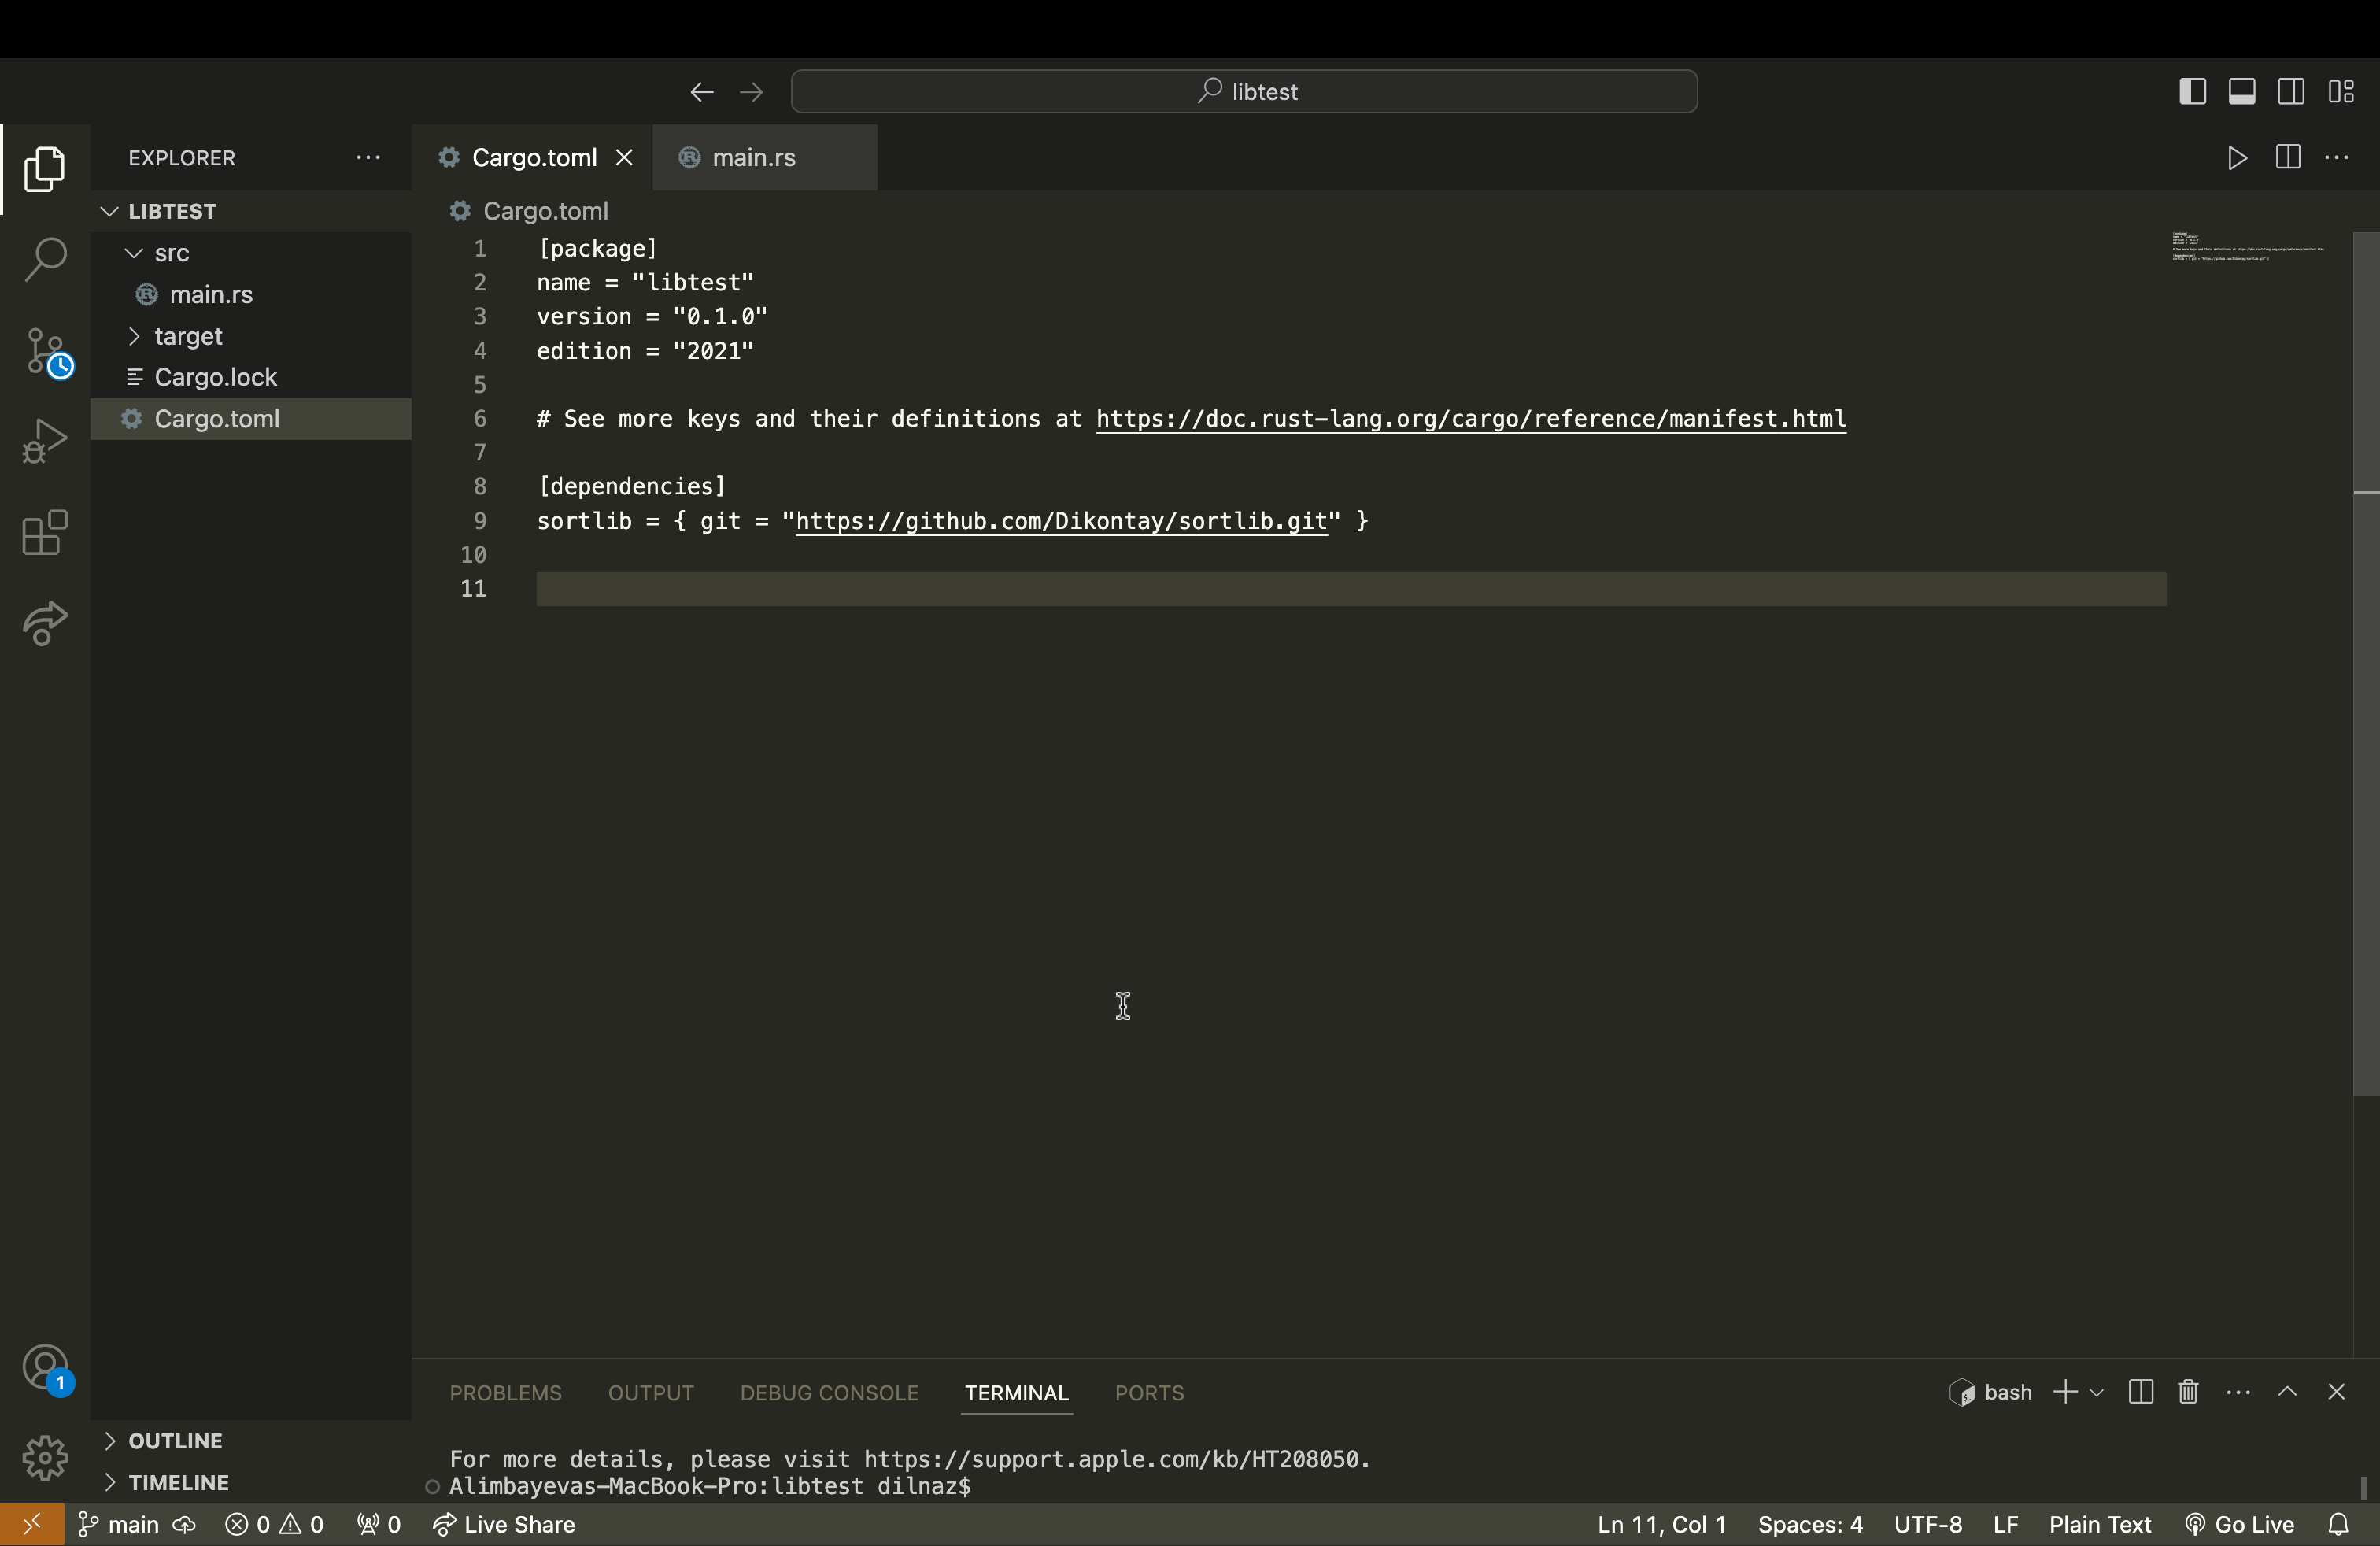 libtest
EXPLORER
LIBTEST
src
main.rs
target
Cargo.lock
Cargo.toml
OUTLINE
TIMELINE
Cargo.toml
main.rs
Cargo.toml
1 [package]
2 name = "libtest"
3 version = "0.1.0"
4 edition = "2021"
5
6 # See more keys and their definitions at https://doc.rust-lang.org/cargo/reference/manifest.html
7
8 [dependencies]
9 sortlib = { git = "https://github.com/Dikontay/sortlib.git" }
10
11
PROBLEMS OUTPUT DEBUG CONSOLE TERMINAL PORTS
bash
For more details, please visit https://support.apple.com/kb/HT208050.
Alimbayevas-MacBook-Pro:libtest dilnaz$
1
main 0 0 0 Live Share Ln 11, Col 1 Spaces: 4 UTF-8 LF Plain Text Go Live